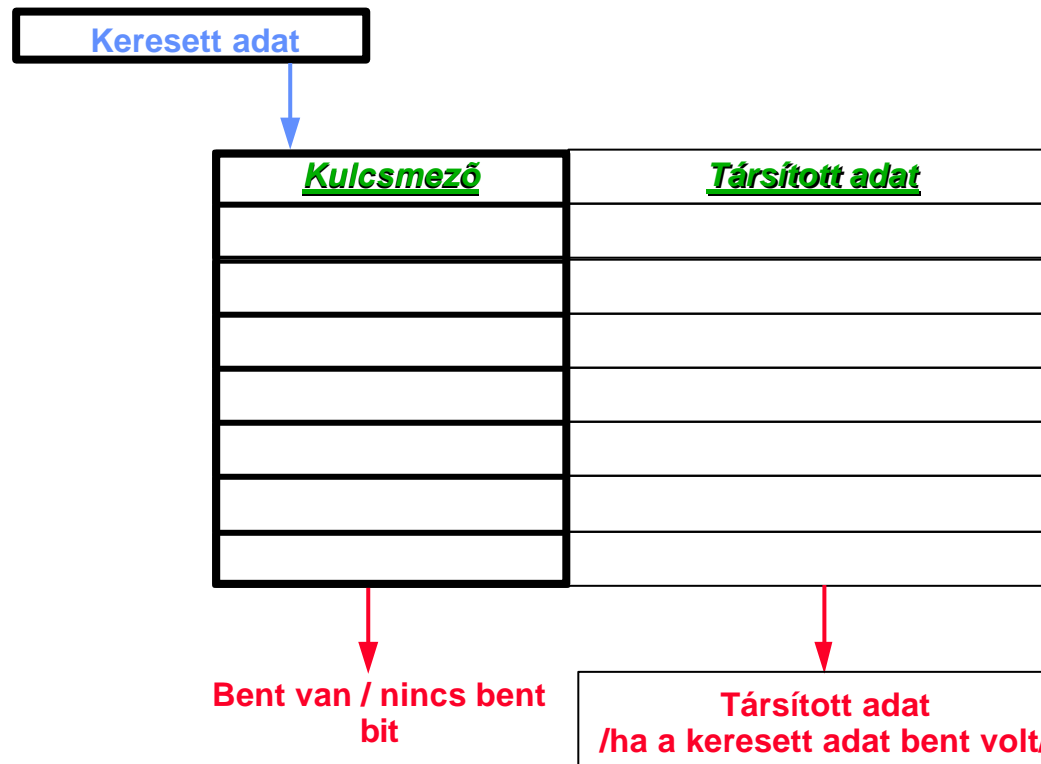 Keresett adat
Kulcsmezõ
Társított adat
Bent van / nincs bent
bit
Társított adat
/ha a keresett adat bent volt/